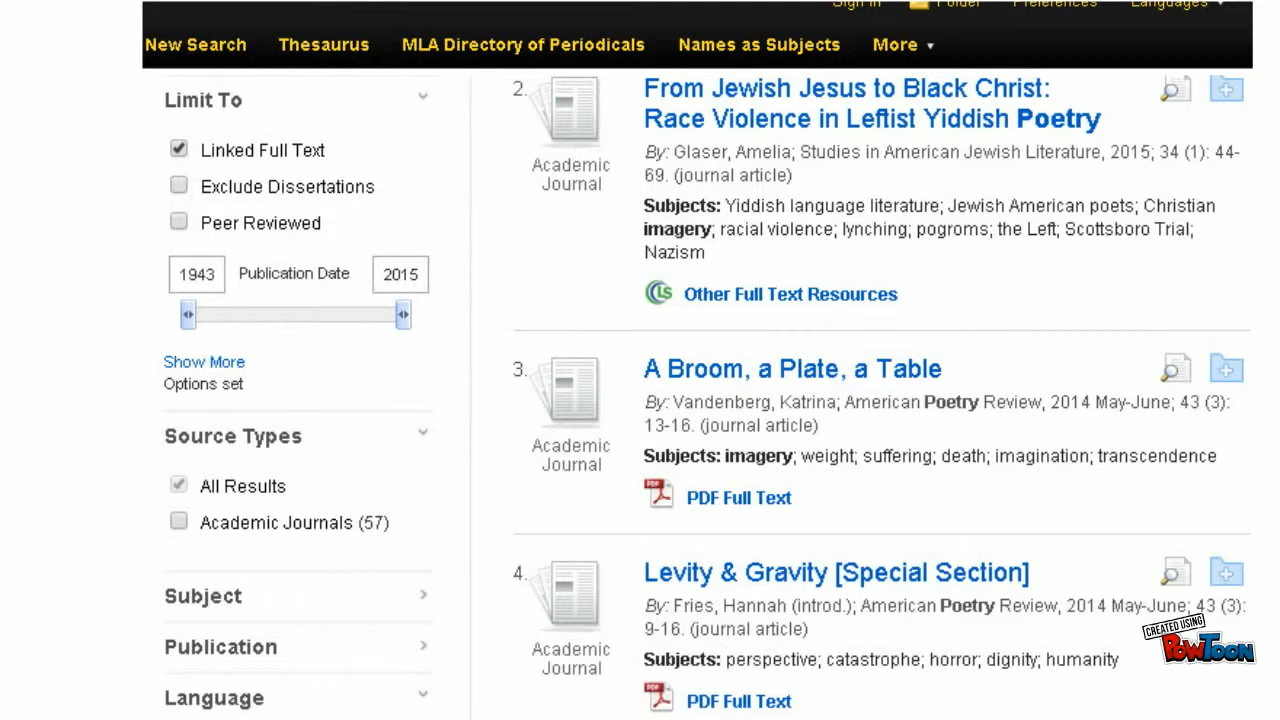 Sign In Folder Preferences Languages
New Search Thesaurus MLA Directory of Periodicals Names as Subjects More
Limit To
Linked Full Text
Exclude Dissertations
Peer Reviewed
1943 Publication Date 2015
Show More
Options set
Source Types
All Results
Academic Journals (57)
Subject
Publication
Language
2.
Academic
Journal
From Jewish Jesus to Black Christ:
Race Violence in Leftist Yiddish Poetry
By: Glaser, Amelia; Studies in American Jewish Literature, 2015; 34 (1): 44-
69. (journal article)
Subjects: Yiddish language literature; Jewish American poets; Christian
imagery; racial violence; lynching; pogroms; the Left; Scottsboro Trial;
Nazism
LS Other Full Text Resources
3.
Academic
Journal
A Broom, a Plate, a Table
By: Vandenberg, Katrina; American Poetry Review, 2014 May-June; 43 (3):
13-16. (journal article)
Subjects: imagery; weight; suffering; death; imagination; transcendence
PDF PDF Full Text
4.
Academic
Journal
Levity & Gravity [Special Section]
By: Fries, Hannah (introd.); American Poetry Review, 2014 May-June; 43 (3):
9-16. (journal article)
Subjects: perspective; catastrophe; horror; dignity; humanity
PDF PDF Full Text
CREATED USING
POWTOON